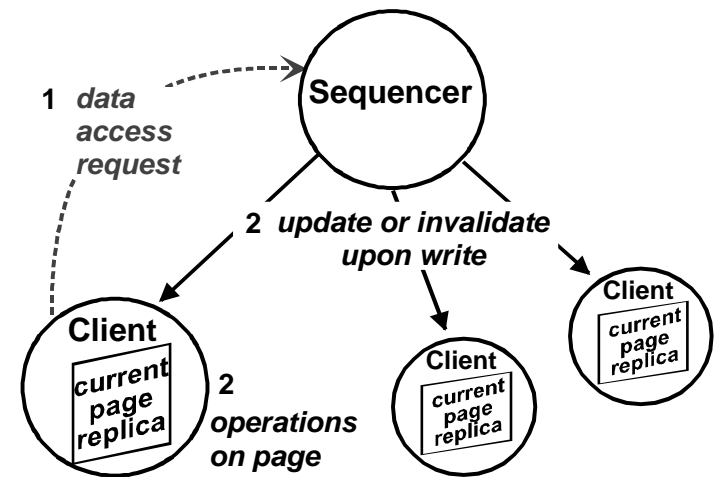 Sequencer
1 data
access
request
2 update or invalidate
upon write
Client
current
page
replica
2
operations
on page
Client
current
page
replica
Client
current
page
replica